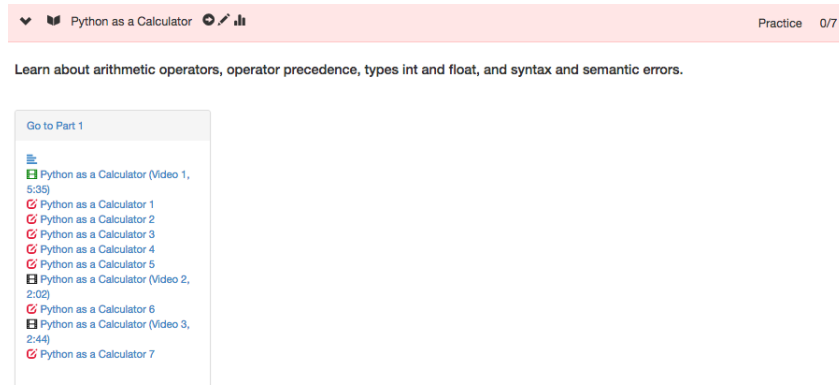 Python as a Calculator
Practice 0/7
Learn about arithmetic operators, operator precedence, types int and float, and syntax and semantic errors.
Go to Part 1
Python as a Calculator (Video 1,
5:35)
Python as a Calculator 1
Python as a Calculator 2
Python as a Calculator 3
Python as a Calculator 4
Python as a Calculator 5
Python as a Calculator (Video 2,
2:02)
Python as a Calculator 6
Python as a Calculator (Video 3,
2:44)
Python as a Calculator 7